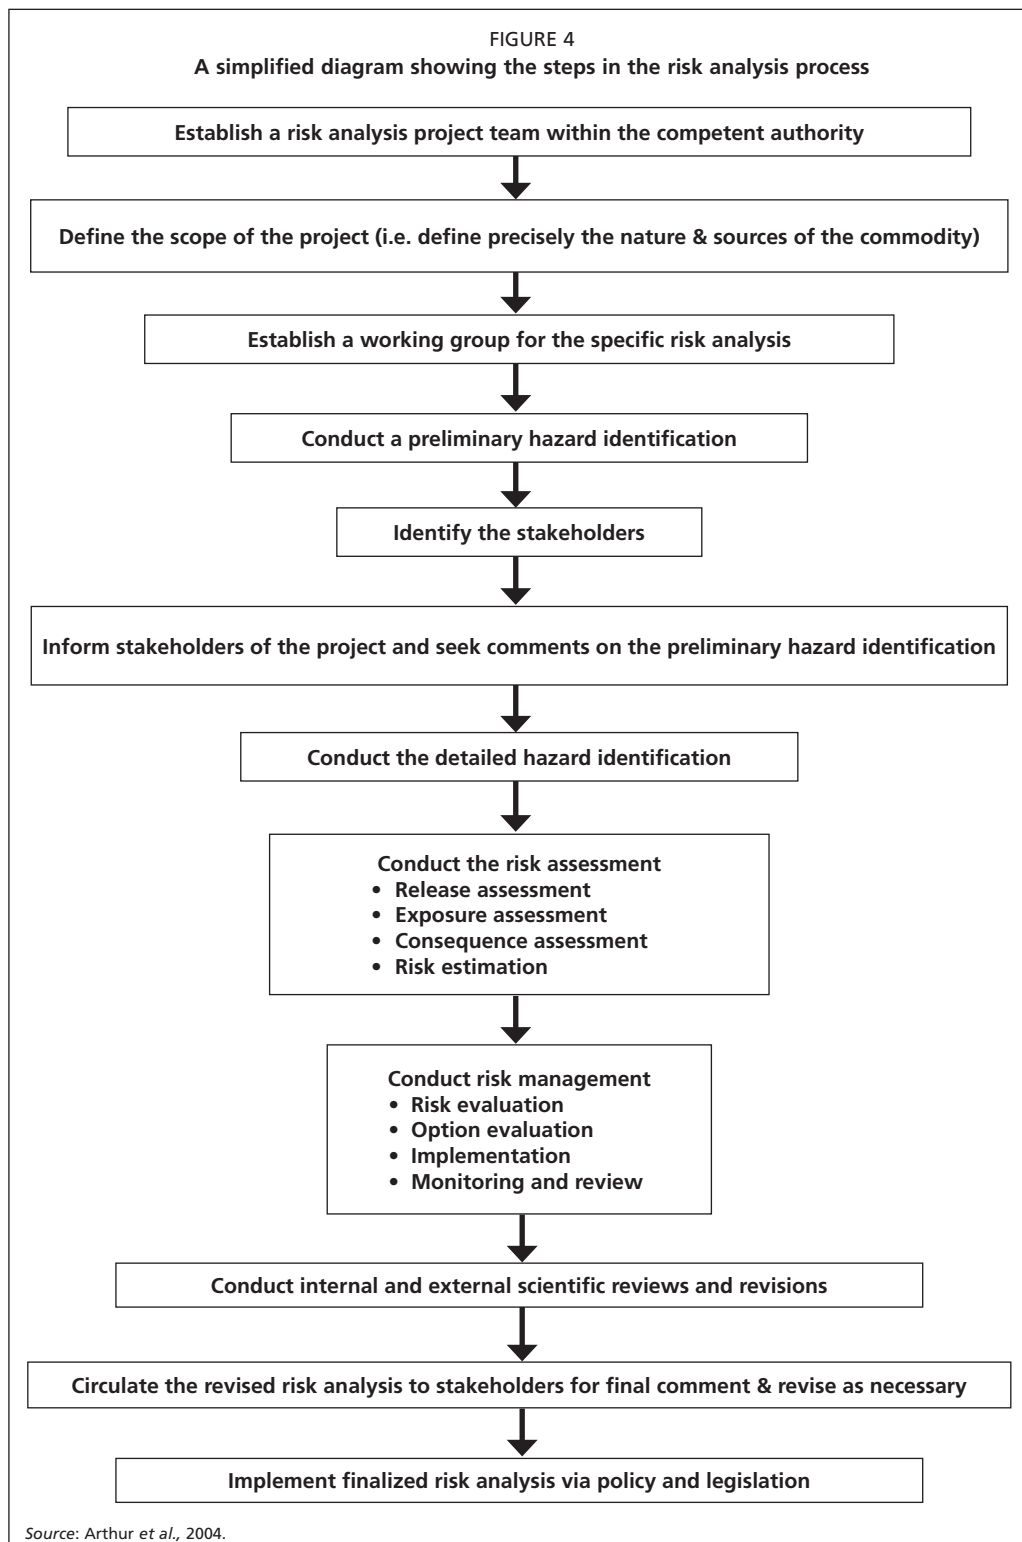 FIGURE 4
A simplified diagram showing the steps in the risk analysis process
Establish a risk analysis project team within the competent authority
Define the scope of the project (i.e. define precisely the nature & sources of the commodity)
Establish a working group for the specific risk analysis
Conduct a preliminary hazard identification
Identify the stakeholders
Inform stakeholders of the project and seek comments on the preliminary hazard identification
Conduct the detailed hazard identification
Conduct the risk assessment
• Release assessment
• Exposure assessment
• Consequence assessment
• Risk estimation
Conduct risk management
• Risk evaluation
• Option evaluation
• Implementation
• Monitoring and review
Conduct internal and external scientific reviews and revisions
Circulate the revised risk analysis to stakeholders for final comment & revise as necessary
Implement finalized risk analysis via policy and legislation
Source: Arthur et al., 2004.